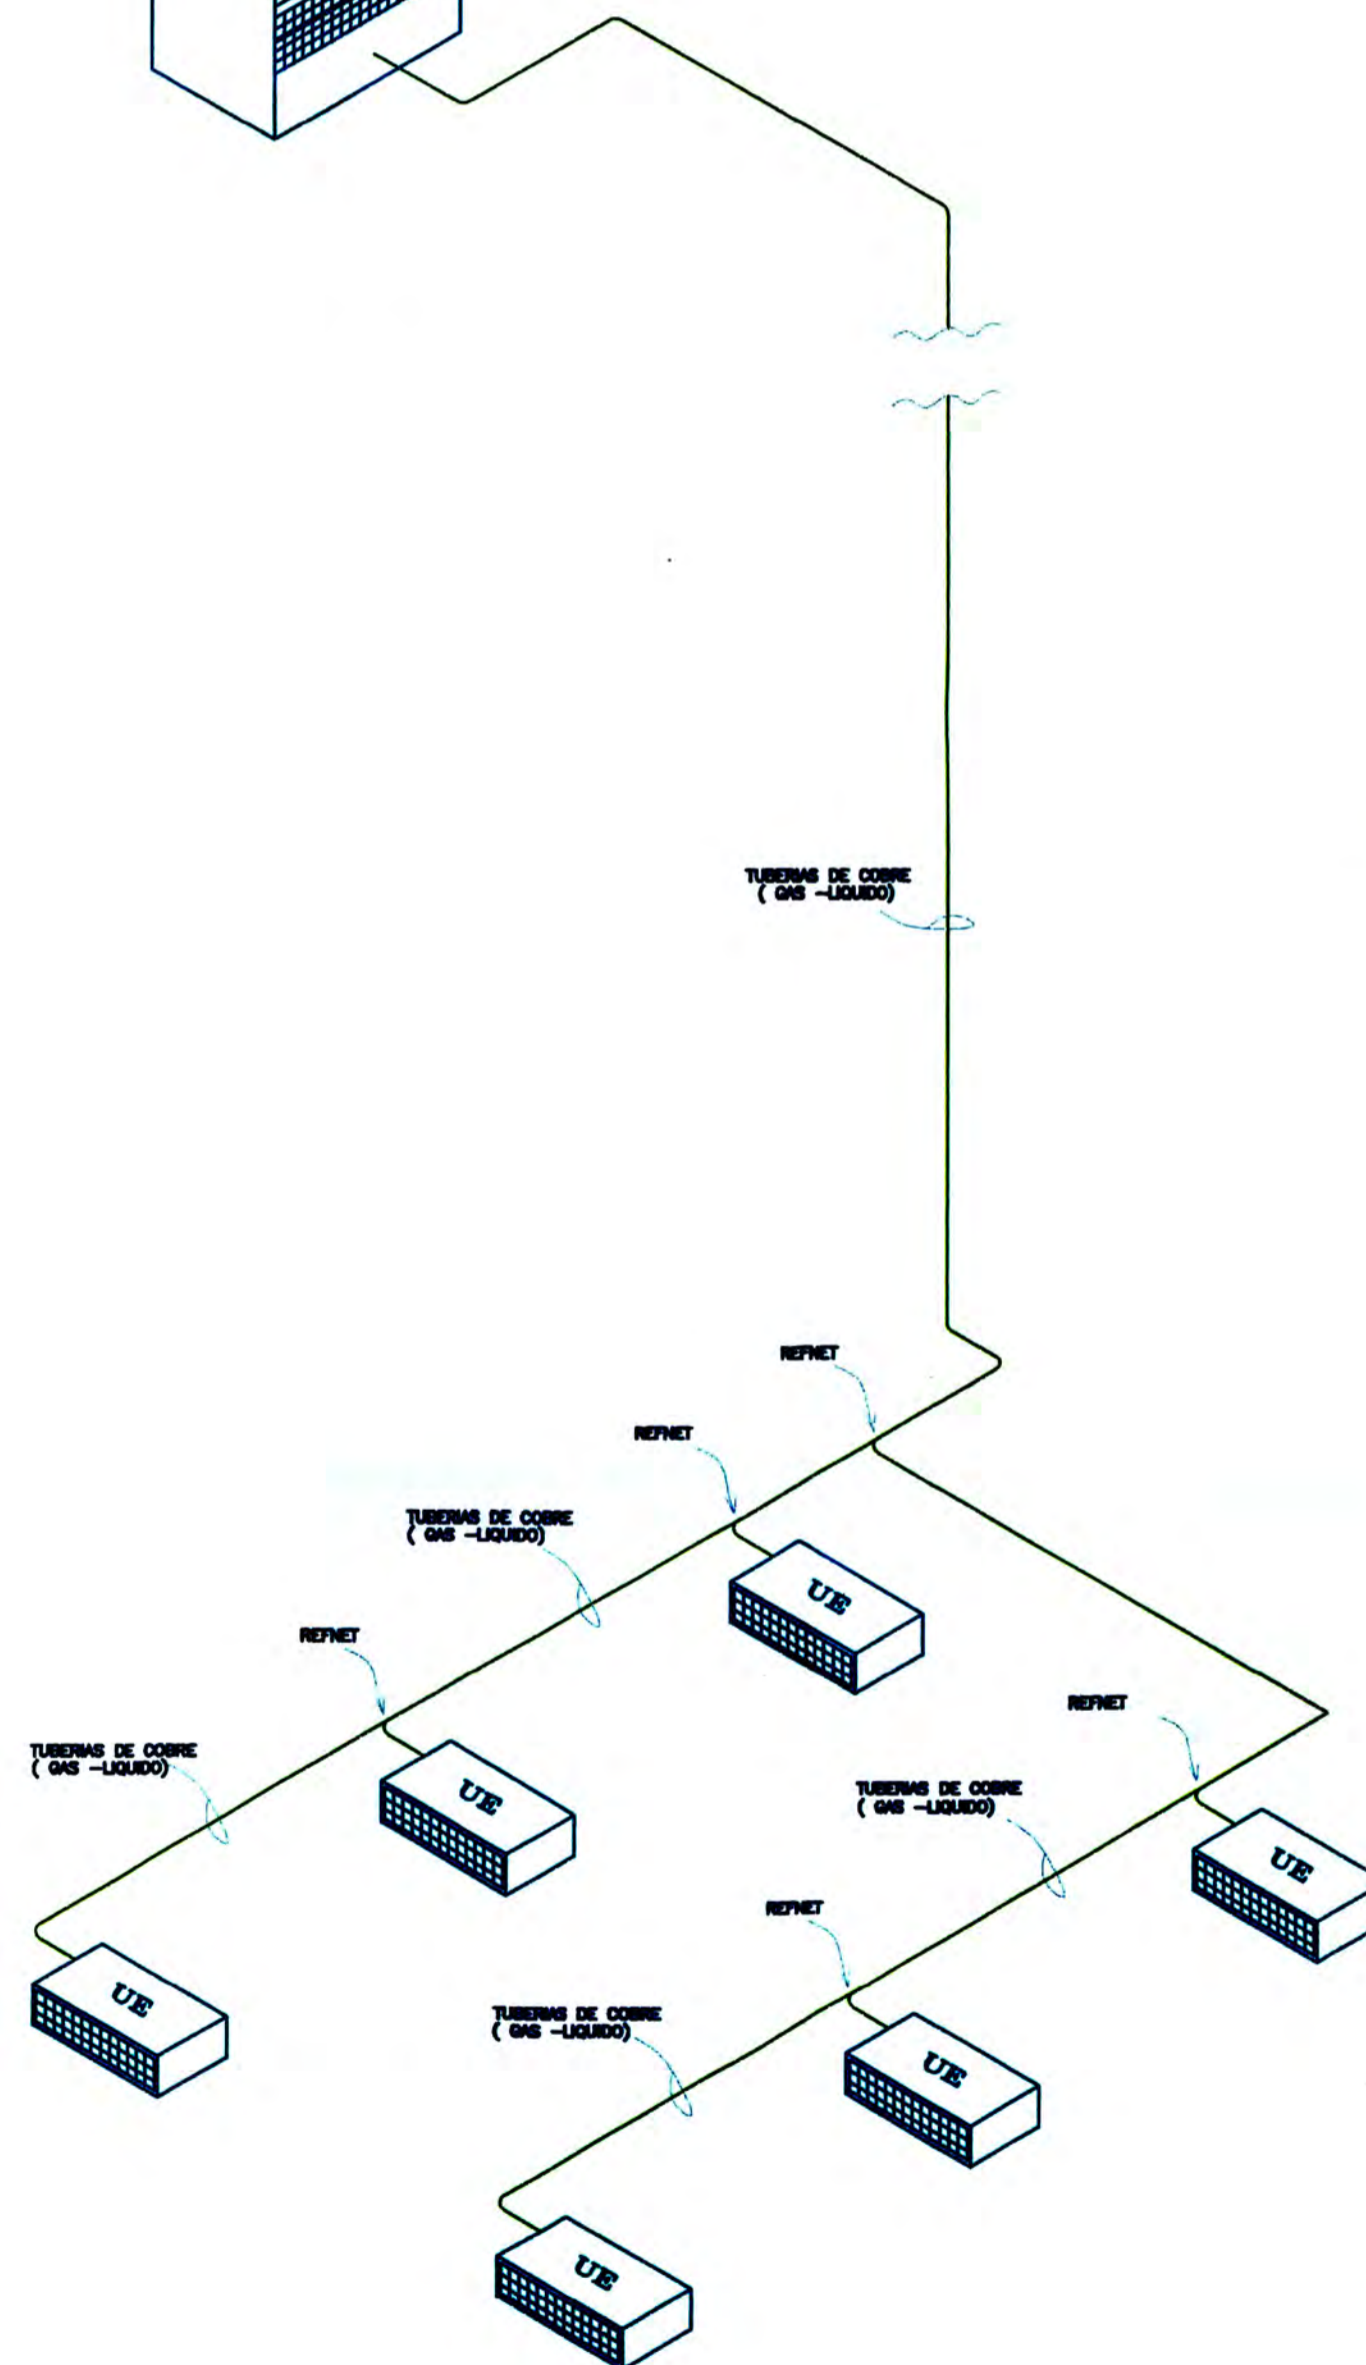 TUBERIAS DE COBRE
( GAS -LIQUIDO)
REFNET
REFNET
TUBERIAS DE COBRE
( GAS -LIQUIDO)
UE
REFNET
REFNET
TUBERIAS DE COBRE
( GAS -LIQUIDO)
UE
TUBERIAS DE COBRE
( GAS -LIQUIDO)
UE
REFNET
UE
TUBERIAS DE COBRE
( GAS -LIQUIDO)
UE
UE